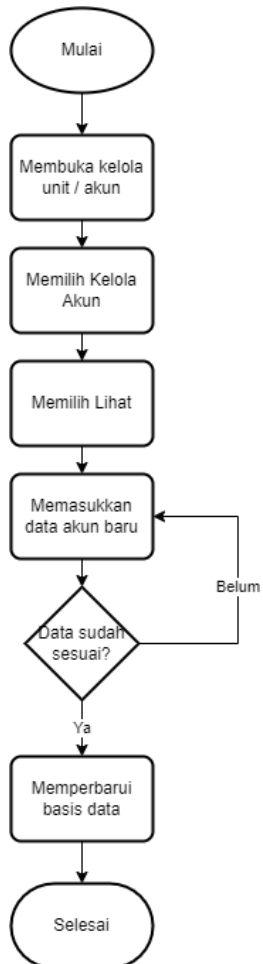 Mulai
Membuka kelola
unit / akun
Memilih Kelola
Akun
Memilih Lihat
Memasukkan
data akun baru
Belum
Data sudah
sesuai?
Ya
Memperbarui
basis data
Selesai